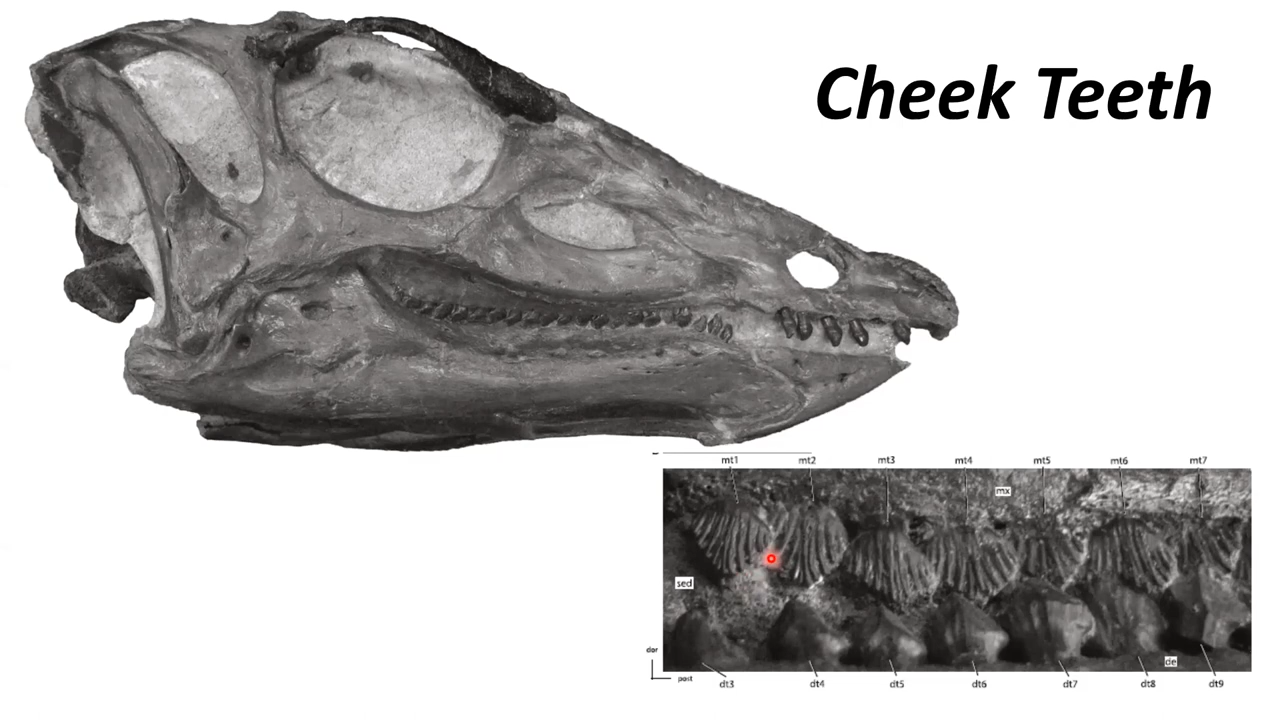 Cheek Teeth
mt1 mt2 mt3 mt4 mt5 mt6 mt7
mx
sed
dor
post
de
dt3 dt4 dt5 dt6 dt7 dt8 dt9